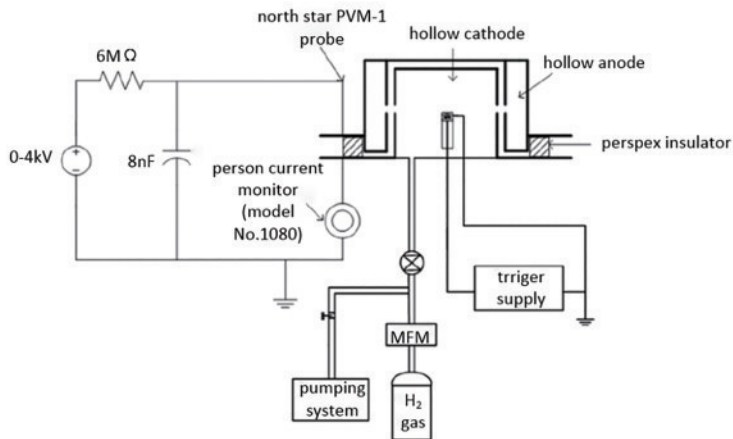 north star PVM-1
probe
6M Ω
hollow cathode
hollow anode
0-4kV
+
−
8nF
perspex insulator
person current
monitor
(model
No.1080)
trriger
supply
MFM
pumping
system
H₂
gas